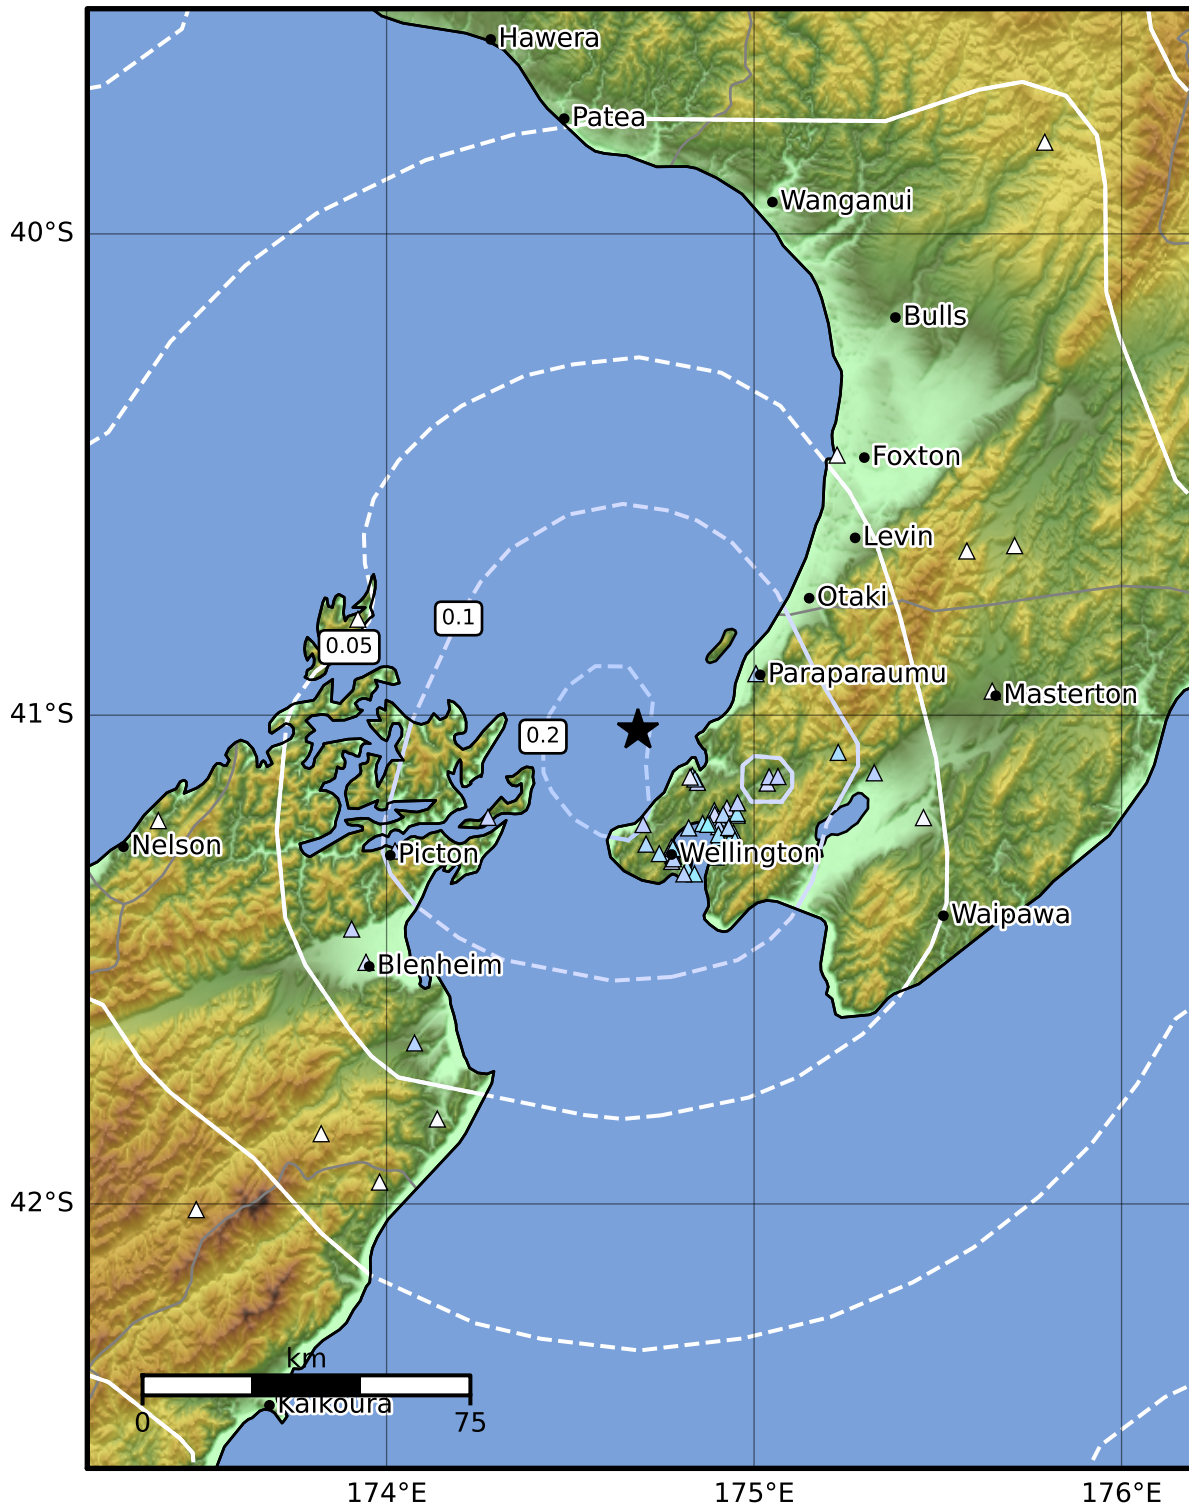 Hawera
Patea
Wanganui
40°S
Bulls
Foxton
Levin
Otaki
0.1
0.05
Paraparaumu
Masterton
41°S
0.2
Nelson
Picton
Wellington
Waipawa
Blenheim
42°S
km
Kaikoura
0
75
174°E
175°E
176°E